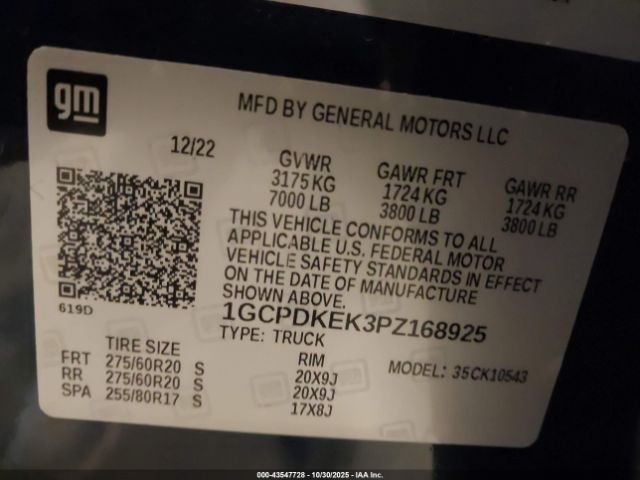 gm
MFD BY GENERAL MOTORS LLC
12/22
GVWR
3175 KG
7000 LB
GAWR FRT
1724 KG
3800 LB
GAWR RR
1724 KG
3800 LB
THIS VEHICLE CONFORMS TO ALL
APPLICABLE U.S. FEDERAL MOTOR
VEHICLE SAFETY STANDARDS IN EFFECT
ON THE DATE OF MANUFACTURE
SHOWN ABOVE.
619D
1GCPDKEK3PZ168925
TYPE: TRUCK
MODEL: 35CK10543
TIRE SIZE
RIM
FRT 275/60R20 S 20X9J
RR 275/60R20 S 20X9J
SPA 255/80R17 S 17X8J
000-43547728 - 10/30/2025 - IAA Inc.